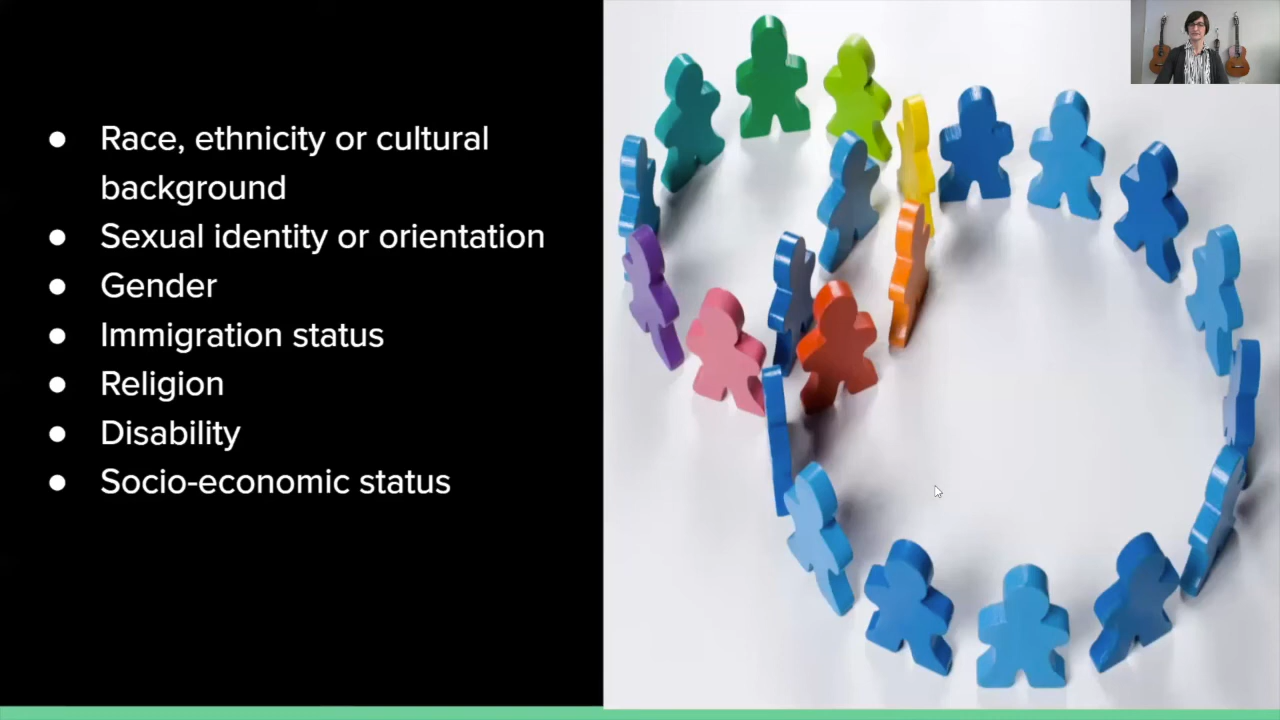 ● Race, ethnicity or cultural
background
● Sexual identity or orientation
● Gender
● Immigration status
● Religion
● Disability
● Socio-economic status